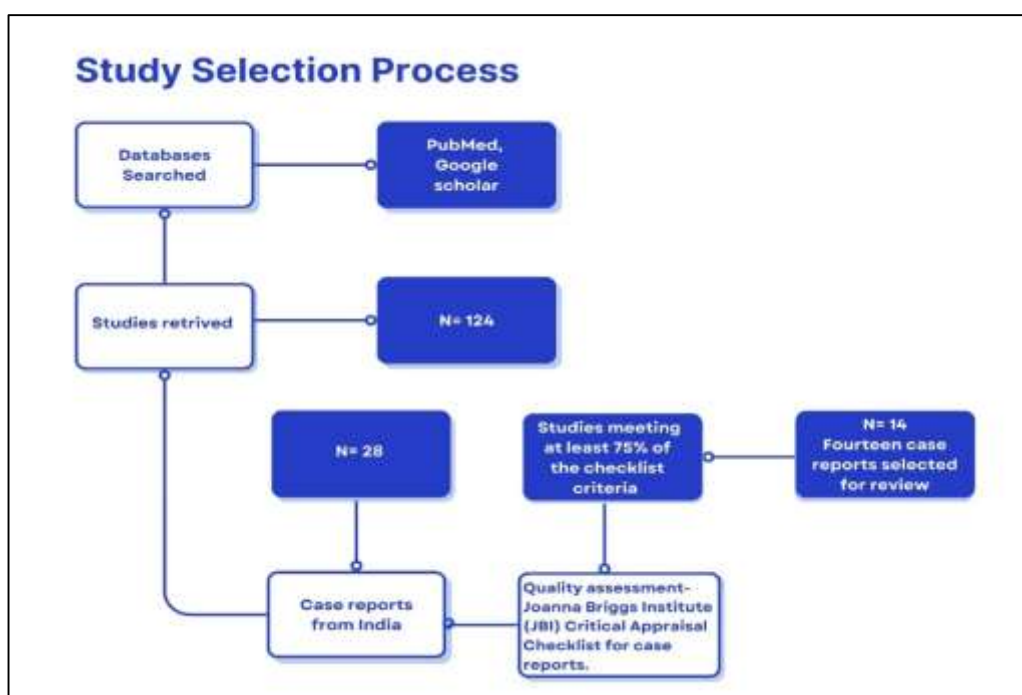 Study Selection Process
Databases
Searched
PubMed,
Google
scholar
Studies retrived
N= 124
N= 28
Studies meeting
at least 75% of
the checklist
criteria
N= 14
Fourteen case
reports selected
for review
Case reports
from India
Quality assessment-
Joanna Briggs Institute
(JBI) Critical Appraisal
Checklist for case
reports.